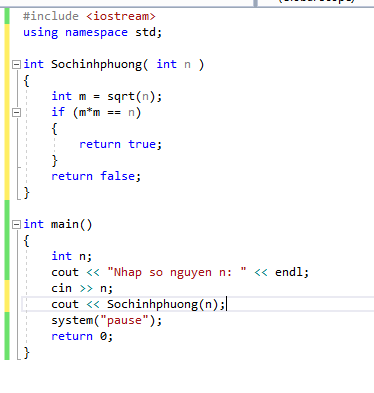 #include <iostream>
using namespace std;
int Sochinhphuong( int n )
{
int m = sqrt(n);
if (m*m == n)
{
return true;
}
return false;
}
int main()
{
int n;
cout << "Nhap so nguyen n: " << endl;
cin >> n;
cout << Sochinhphuong(n);
system("pause");
return 0;
}